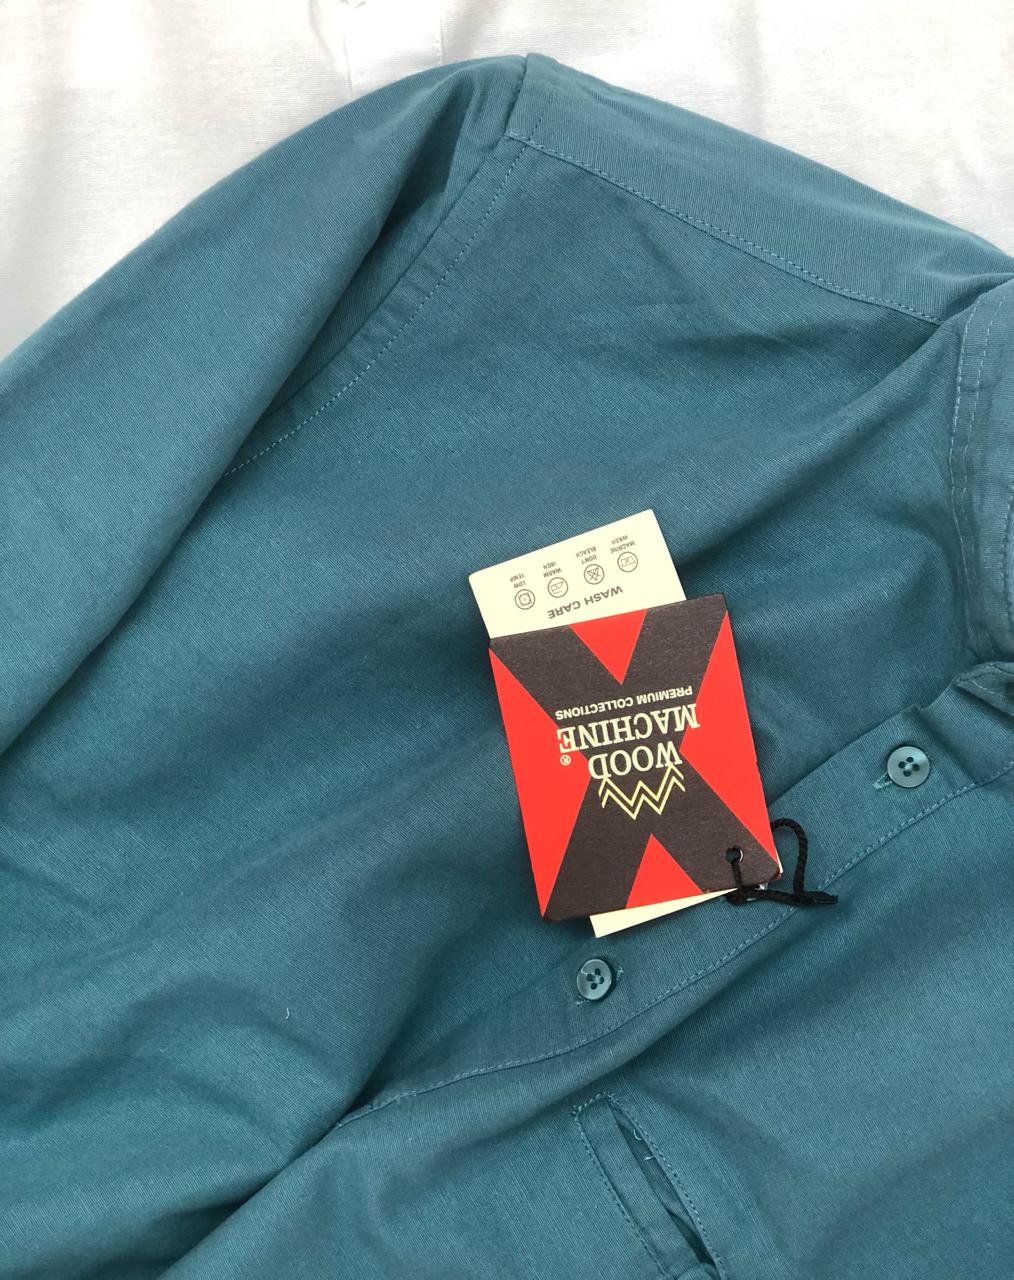 WOOD
MACHINE®
PREMIUM COLLECTIONS
WASH CARE
MACHINE
WASH
DON'T
BLEACH
WARM
IRON
LOW
TEMP